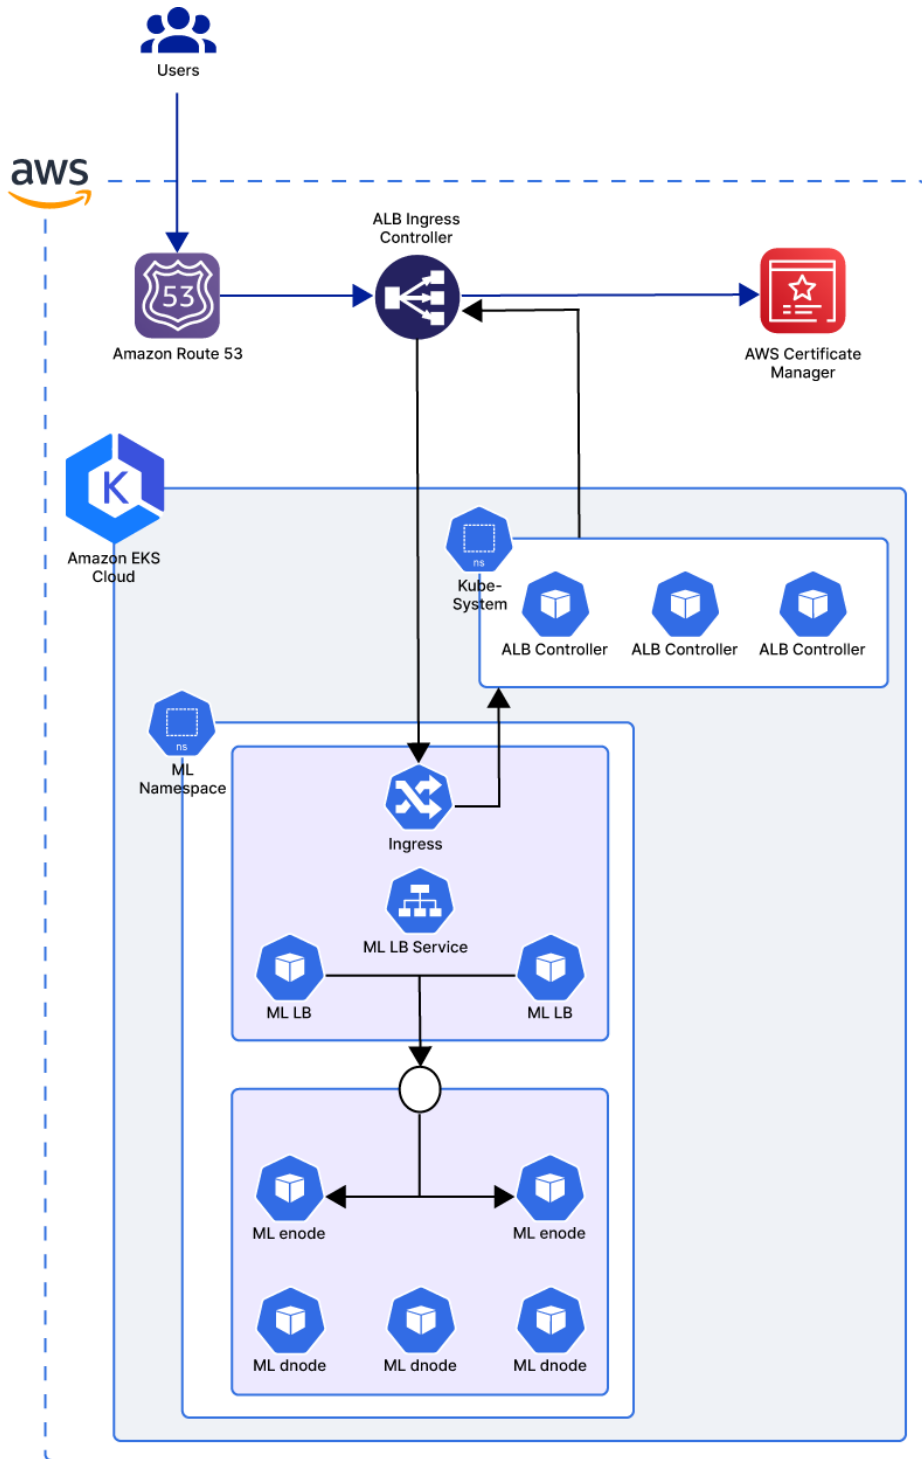 Users
aws
ALB Ingress
Controller
53
Amazon Route 53
AWS Certificate
Manager
K
Amazon EKS
Cloud
ns
Kube-
System
ALB Controller
ALB Controller
ALB Controller
ns
ML
Namespace
Ingress
ML LB Service
ML LB
ML LB
ML enode
ML enode
ML dnode
ML dnode
ML dnode